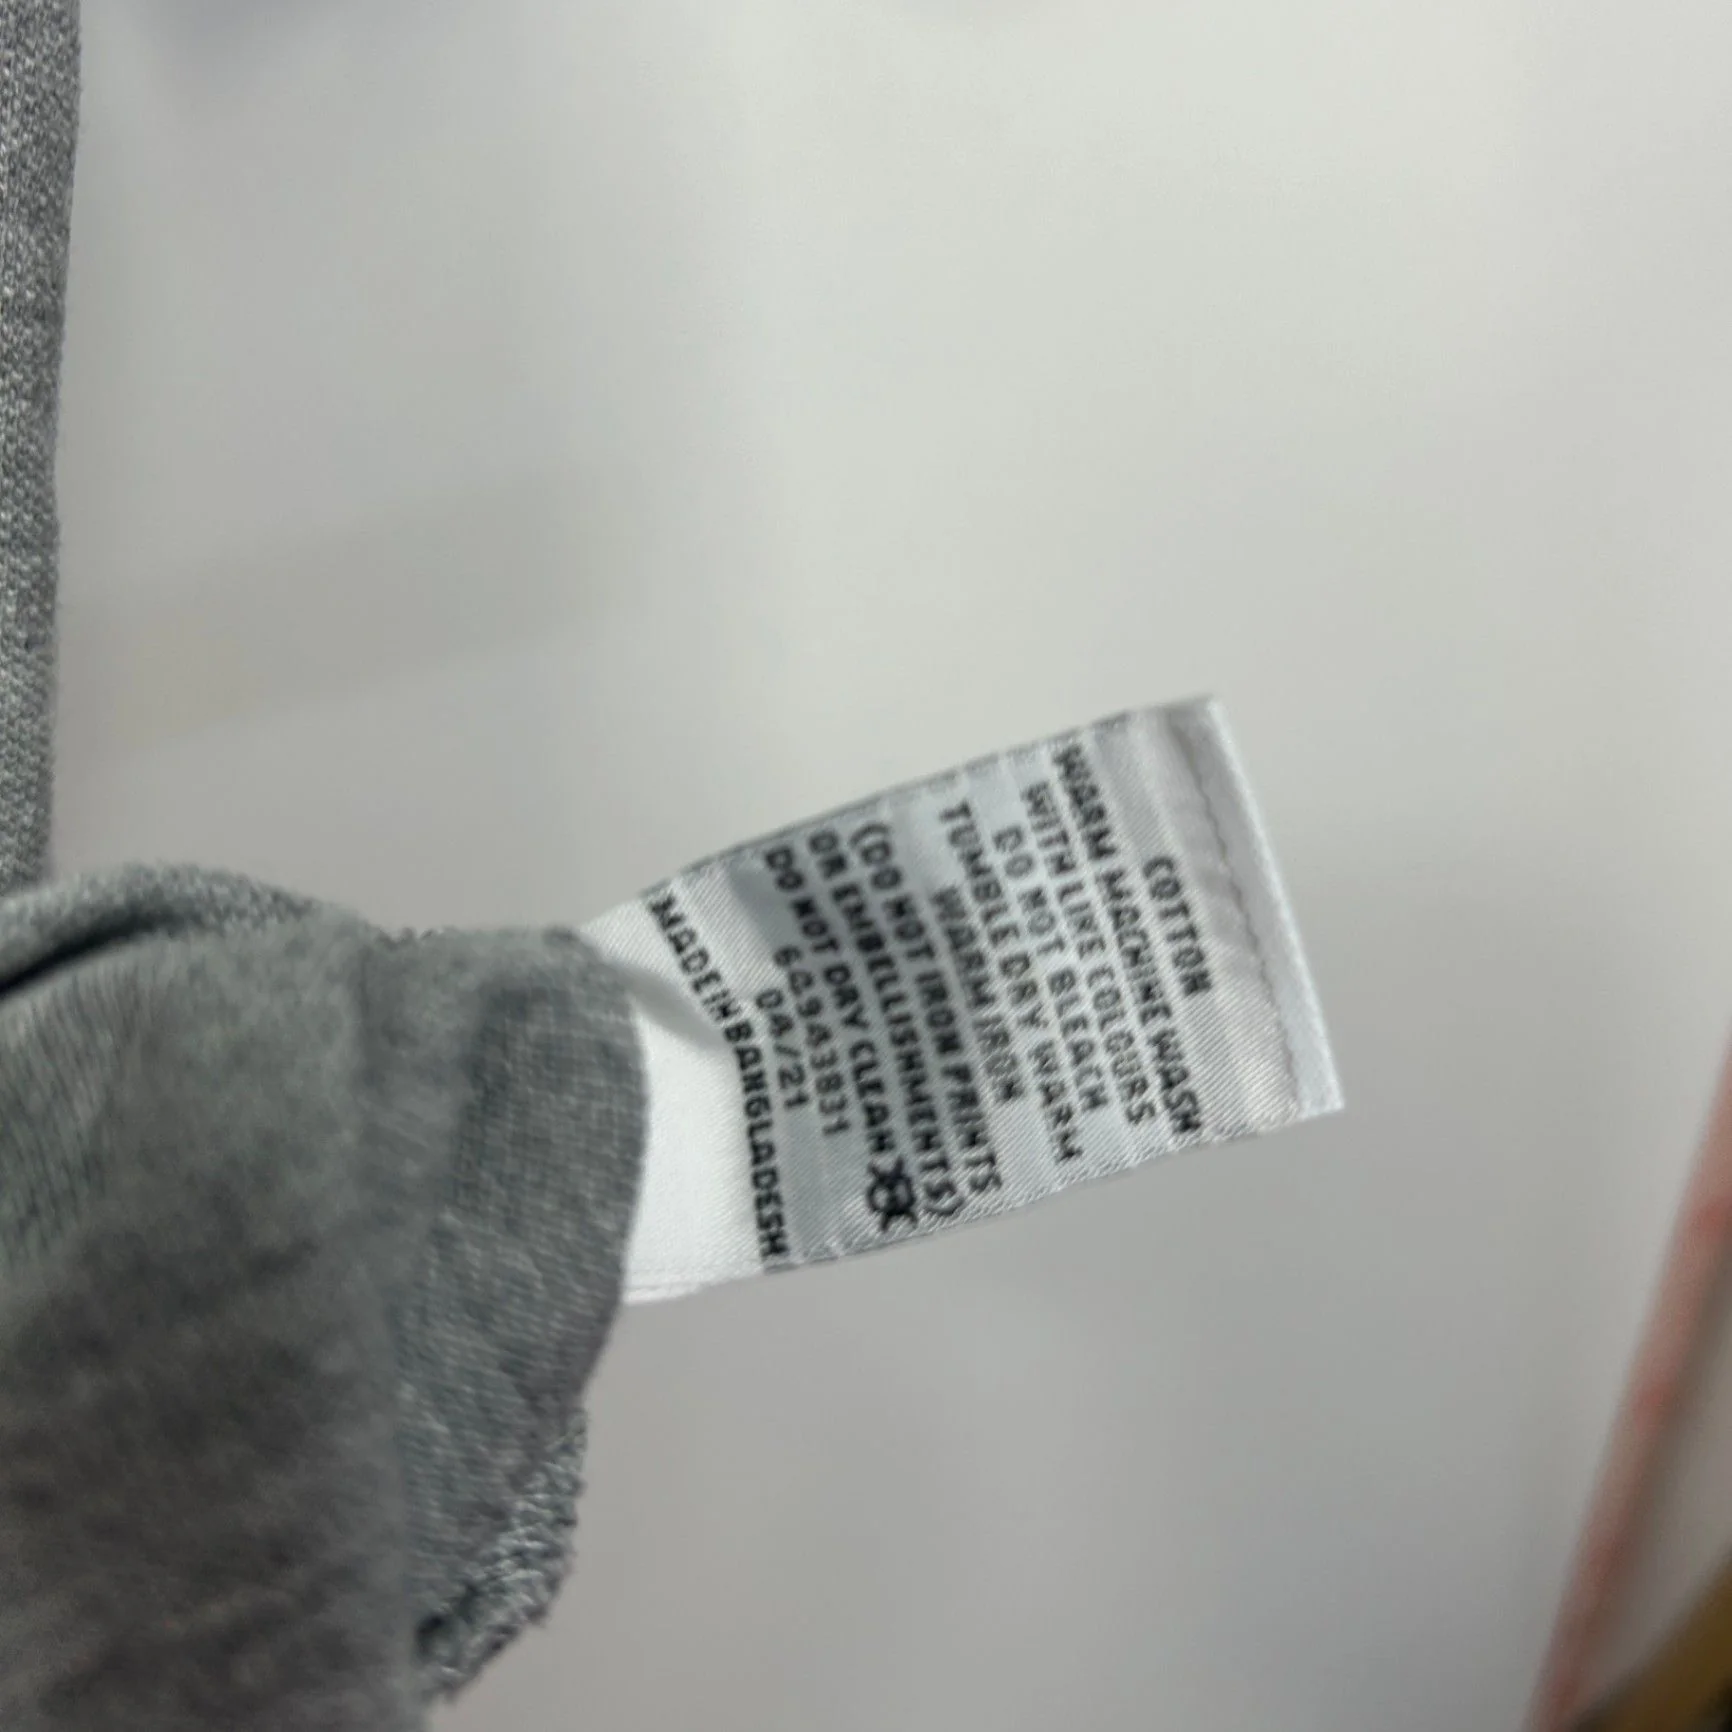 COTTON
WARM MACHINE WASH
WITH LIKE COLOURS
DO NOT BLEACH
TUMBLE DRY WARM
WARM IRON
(DO NOT IRON PRINTS
OR EMBELLISHMENTS)
DO NOT DRY CLEAN
04/21
MADE IN BANGLADESH